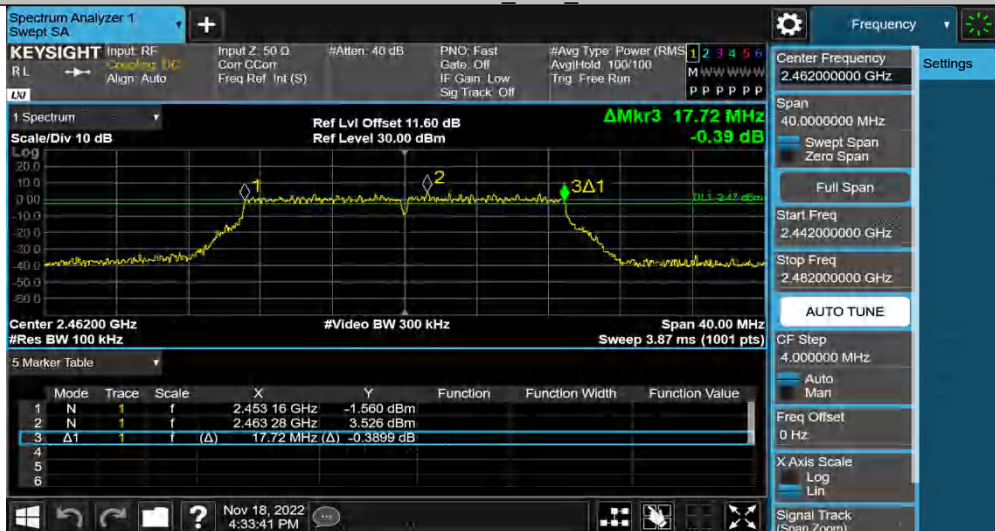 Spectrum Analyzer 1
Swept SA
+
Frequency
KEYSIGHT Input: RF Input Z: 50 Ω #Atten: 40 dB PNO: Fast #Avg Type: Power (RMS 1 2 3 4 5 6
RL Coupling: DC Corr CCorr Gate: Off Avg|Hold: 100/100 M W W W W W
Align: Auto Freq Ref: Int (S) IF Gain: Low Trig: Free Run
Sig Track: Off P P P P P P
LXI
Center Frequency
2.462000000 GHz
Settings
Span
40.0000000 MHz
Swept Span
Zero Span
Full Span
Start Freq
2.442000000 GHz
Stop Freq
2.482000000 GHz
AUTO TUNE
CF Step
4.000000 MHz
Auto
Man
Freq Offset
0 Hz
X Axis Scale
Log
Lin
Signal Track
(Span Zoom)
1 Spectrum
Ref Lvl Offset 11.60 dB ΔMkr3 17.72 MHz
Scale/Div 10 dB Ref Level 30.00 dBm -0.39 dB
Log
20.0
10.0
0.00
-10.0
-20.0
-30.0
-40.0
-50.0
-60.0
1
2
3Δ1
DL1 -2.47 dBm
Center 2.46200 GHz #Video BW 300 kHz Span 40.00 MHz
#Res BW 100 kHz Sweep 3.87 ms (1001 pts)
5 Marker Table
Mode Trace Scale X Y Function Function Width Function Value
1 N 1 f 2.453 16 GHz -1.560 dBm
2 N 1 f 2.463 28 GHz 3.526 dBm
3 Δ1 1 f (Δ) 17.72 MHz (Δ) -0.3899 dB
4
5
6
?
Nov 18, 2022
4:33:41 PM